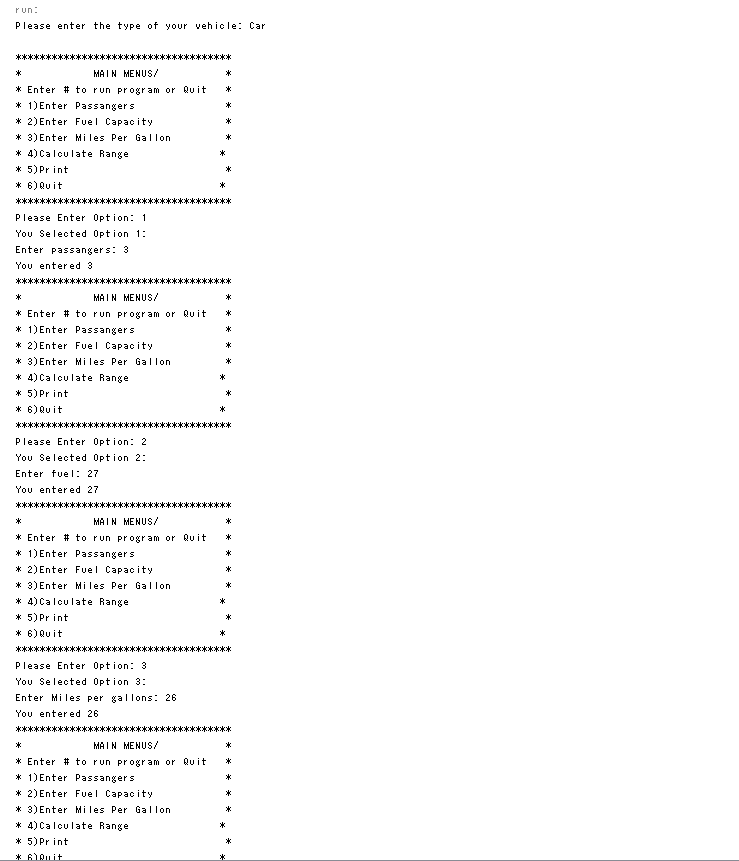 run:
Please enter the type of your vehicle: Car

************************************
*            MAIN MENUS/           *
* Enter # to run program or Quit   *
* 1)Enter Passangers               *
* 2)Enter Fuel Capacity            *
* 3)Enter Miles Per Gallon         *
* 4)Calculate Range               *
* 5)Print                          *
* 6)Quit                          *
************************************
Please Enter Option: 1
You Selected Option 1:
Enter passangers: 3
You entered 3
************************************
*            MAIN MENUS/           *
* Enter # to run program or Quit   *
* 1)Enter Passangers               *
* 2)Enter Fuel Capacity            *
* 3)Enter Miles Per Gallon         *
* 4)Calculate Range               *
* 5)Print                          *
* 6)Quit                          *
************************************
Please Enter Option: 2
You Selected Option 2:
Enter fuel: 27
You entered 27
************************************
*            MAIN MENUS/           *
* Enter # to run program or Quit   *
* 1)Enter Passangers               *
* 2)Enter Fuel Capacity            *
* 3)Enter Miles Per Gallon         *
* 4)Calculate Range               *
* 5)Print                          *
* 6)Quit                          *
************************************
Please Enter Option: 3
You Selected Option 3:
Enter Miles per gallons: 26
You entered 26
************************************
*            MAIN MENUS/           *
* Enter # to run program or Quit   *
* 1)Enter Passangers               *
* 2)Enter Fuel Capacity            *
* 3)Enter Miles Per Gallon         *
* 4)Calculate Range               *
* 5)Print                          *
* 6)Quit                          *